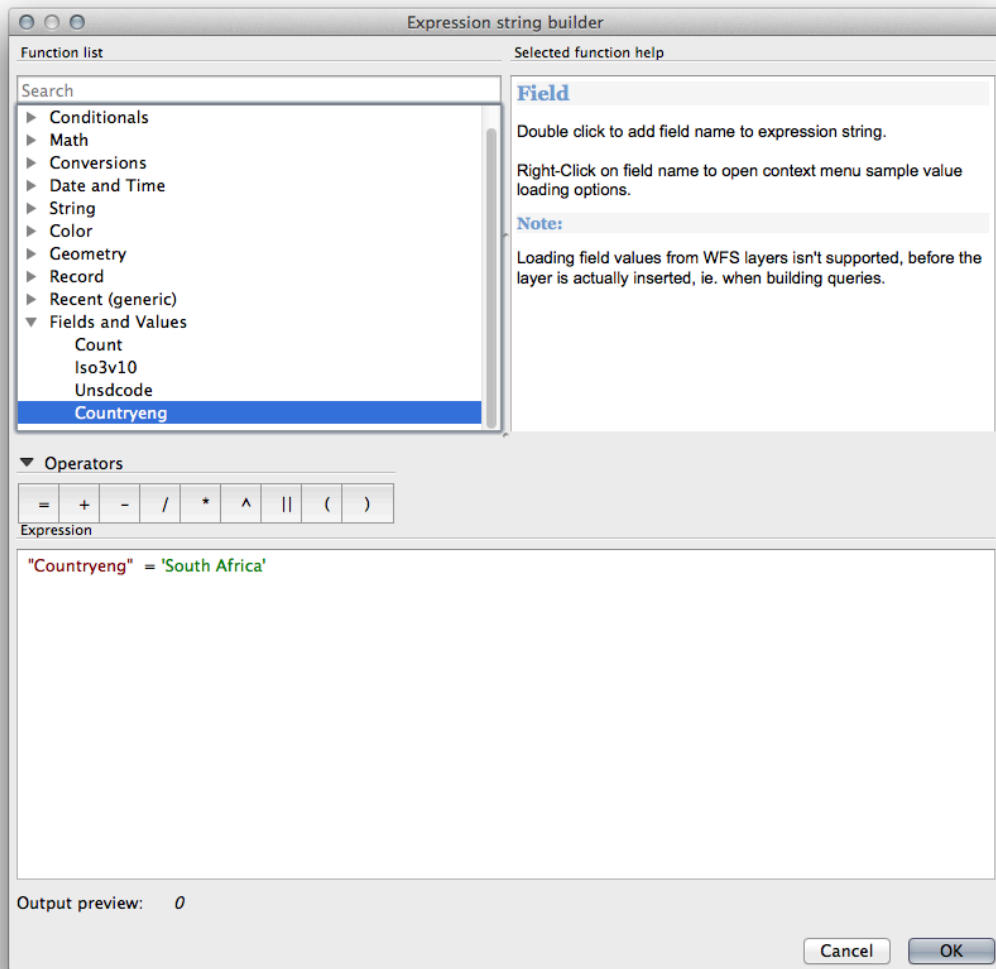 Expression string builder
Function list
Search
Conditionals
Math
Conversions
Date and Time
String
Color
Geometry
Record
Recent (generic)
Fields and Values
Count
Iso3v10
Unsdcode
Countryeng
Selected function help
Field
Double click to add field name to expression string.
Right-Click on field name to open context menu sample value
loading options.
Note:
Loading field values from WFS layers isn't supported, before the
layer is actually inserted, ie. when building queries.
Operators
= + - / * ^ || ( )
Expression
"Countryeng" = 'South Africa'
Output preview: 0
Cancel OK